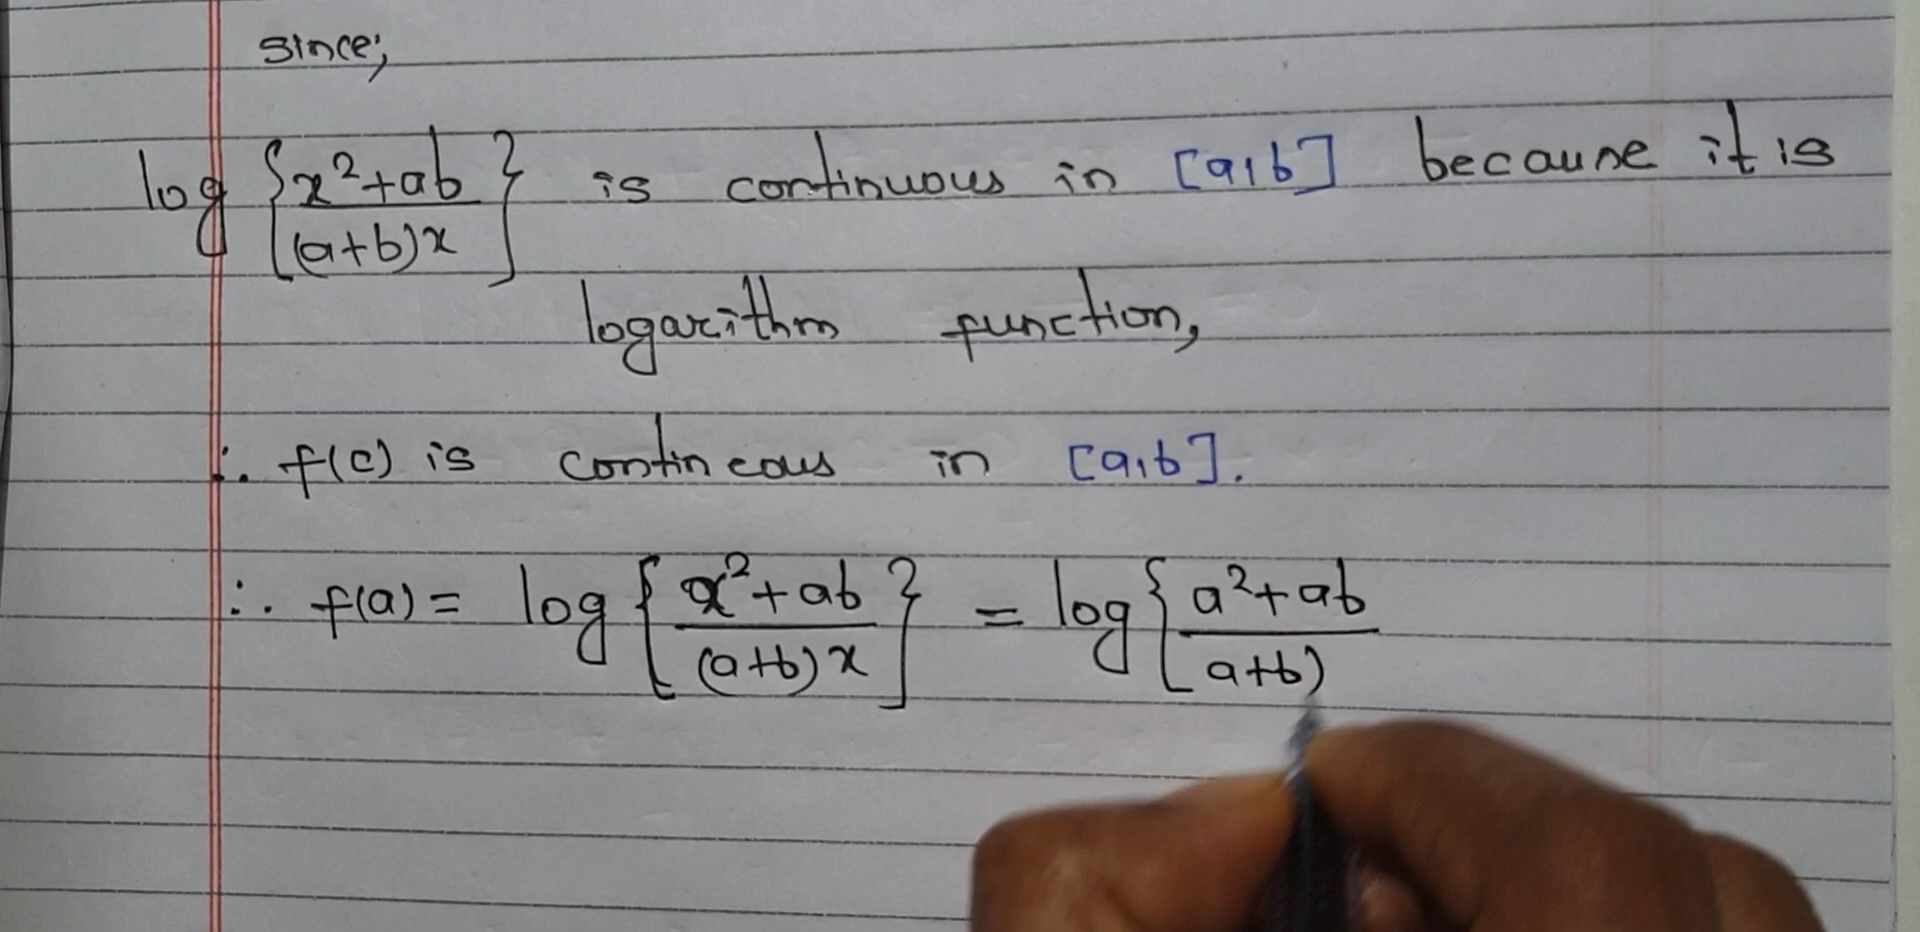 since;
log {x²+ab / (a+b)x} is continuous in [a,b] because it is
logarithm function,
∴ f(c) is contineous in [a,b].
∴ f(a) = log {x²+ab / (a+b)x} = log {a²+ab / a+b)